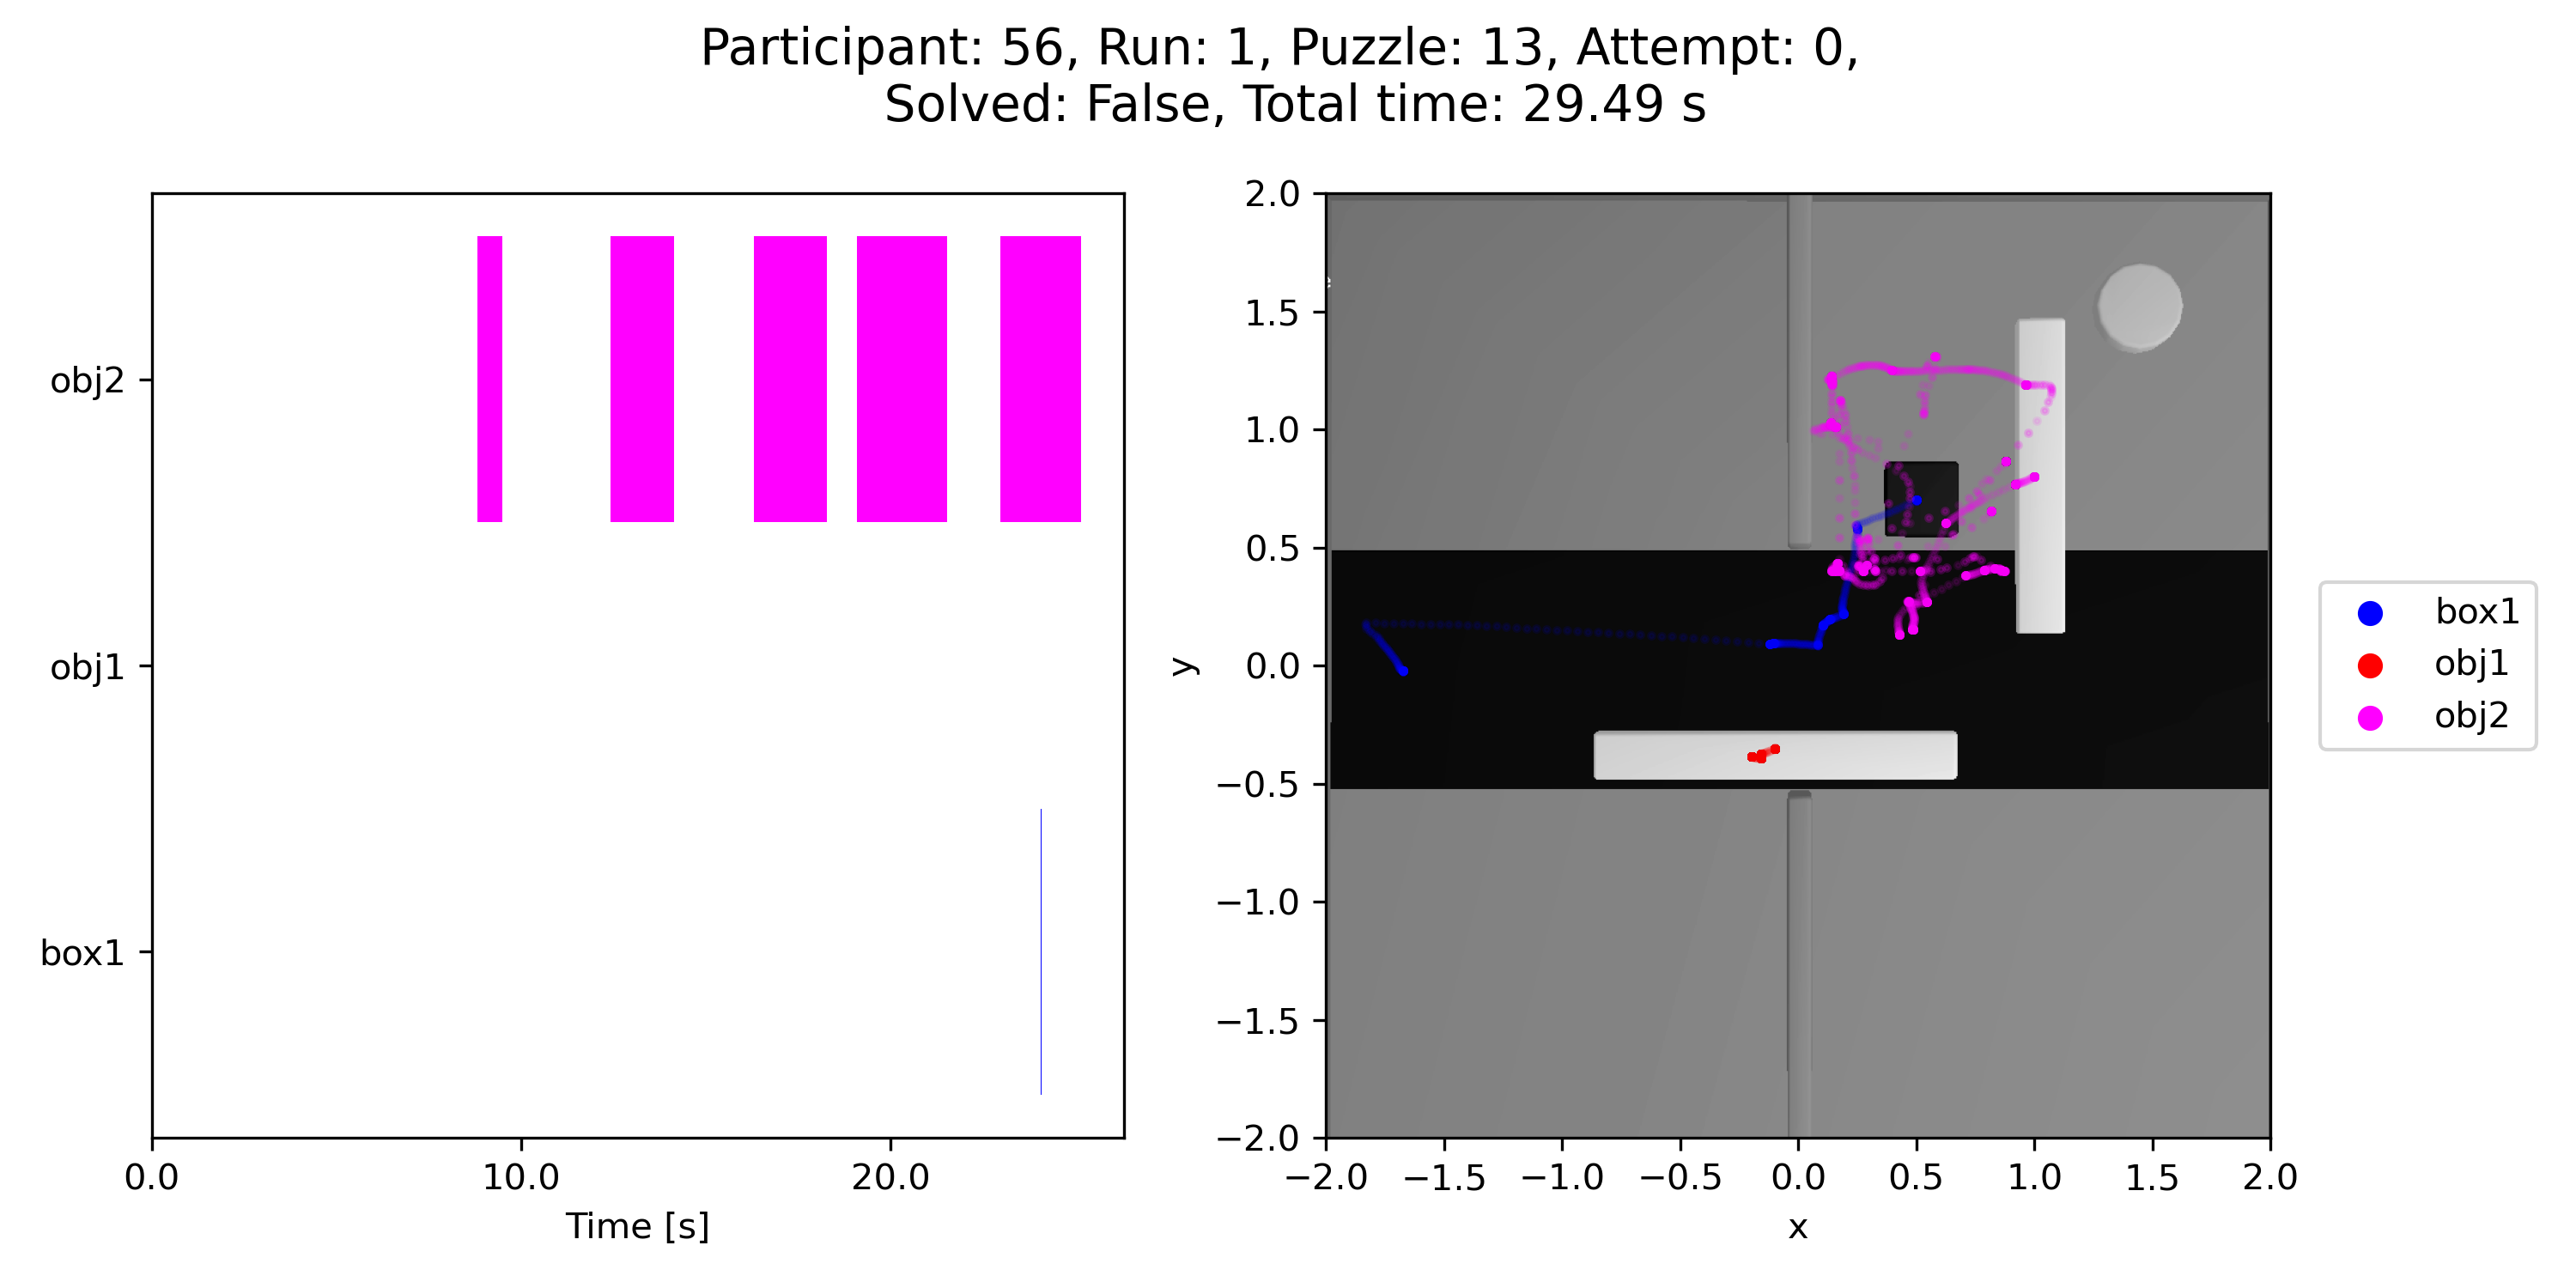 Participant: 56, Run: 1, Puzzle: 13, Attempt: 0,
Solved: False, Total time: 29.49 s
obj2
obj1
box1
0.0 10.0 20.0
Time [s]
2.0
1.5
1.0
0.5
0.0
−0.5
−1.0
−1.5
−2.0
y
−2.0 −1.5 −1.0 −0.5 0.0 0.5 1.0 1.5 2.0
x
box1
obj1
obj2